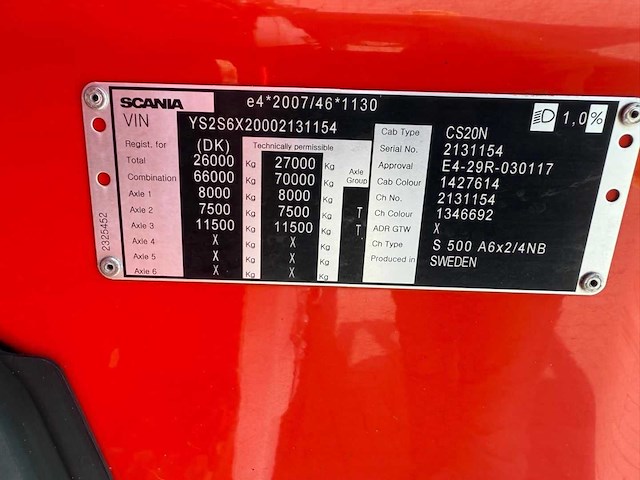 SCANIA e4*2007/46*1130
VIN YS2S6X20002131154
1,0%
Regist. for (DK) Technically permissible
Total 26000 Kg 27000 Kg Axle Group
Combination 66000 Kg 70000 Kg
Axle 1 8000 Kg 8000 Kg
Axle 2 7500 Kg 7500 Kg T
Axle 3 11500 Kg 11500 Kg T
Axle 4 X Kg X Kg
Axle 5 X Kg X Kg
Axle 6 X Kg X Kg
Cab Type CS20N
Serial No. 2131154
Approval E4-29R-030117
Cab Colour 1427614
Ch No. 2131154
Ch Colour 1346692
ADR GTW X
Ch Type S 500 A6x2/4NB
Produced in SWEDEN
2325452